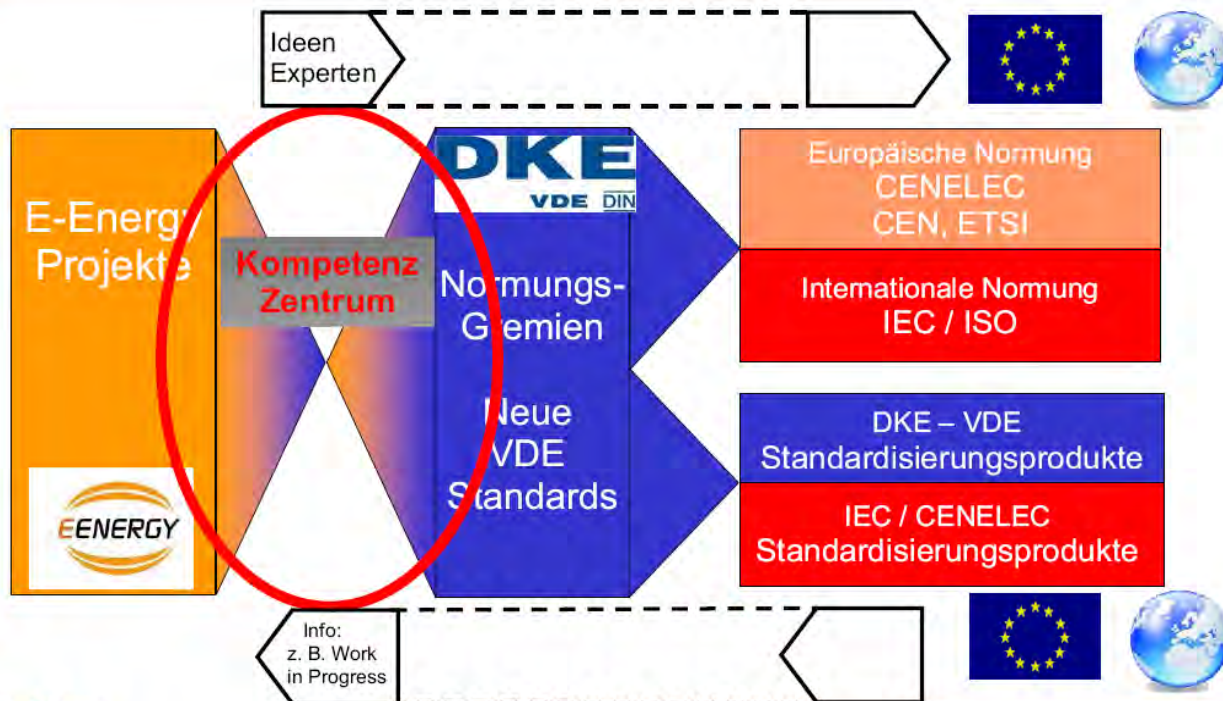 Ideen
Experten
E-Energy
Projekte
EENERGY
Kompetenz
Zentrum
DKE
VDE DIN
Normungs-
Gremien
Neue
VDE
Standards
Europäische Normung
CENELEC
CEN, ETSI
Internationale Normung
IEC / ISO
DKE – VDE
Standardisierungsprodukte
IEC / CENELEC
Standardisierungsprodukte
Info:
z. B. Work
in Progress